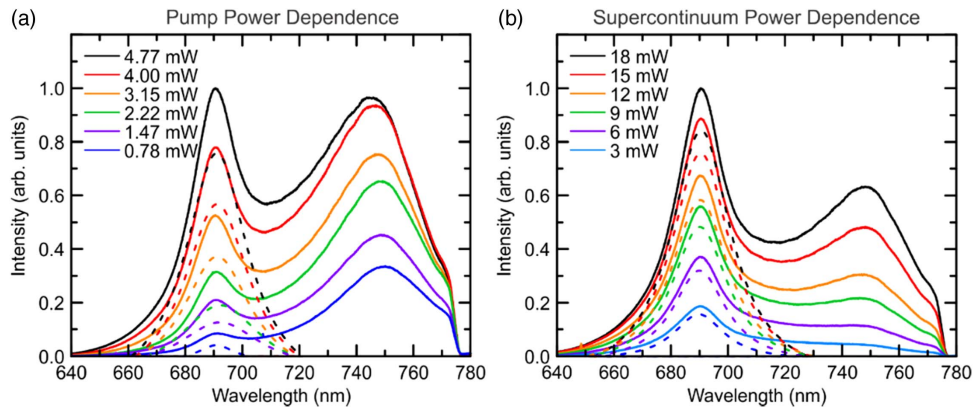 (a)
Pump Power Dependence
4.77 mW
4.00 mW
3.15 mW
2.22 mW
1.47 mW
0.78 mW
1.0
0.8
0.6
0.4
0.2
0.0
Intensity (arb. units)
640 660 680 700 720 740 760 780
Wavelength (nm)
(b)
Supercontinuum Power Dependence
18 mW
15 mW
12 mW
9 mW
6 mW
3 mW
1.0
0.8
0.6
0.4
0.2
0.0
Intensity (arb. units)
640 660 680 700 720 740 760 780
Wavelength (nm)